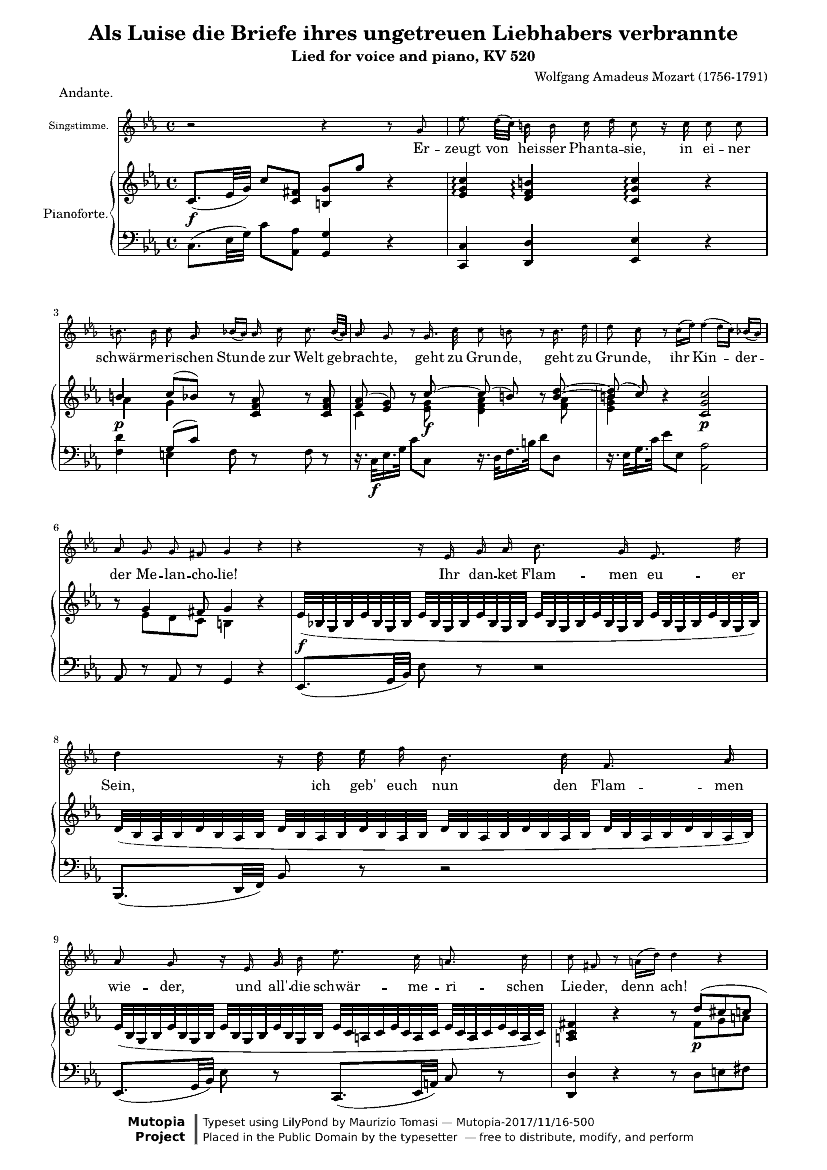 Als Luise die Briefe ihres ungetreuen Liebhabers verbrannte
Lied for voice and piano, KV 520
Wolfgang Amadeus Mozart (1756-1791)
Andante.
Singstimme.
Er - zeugt von heisser Phanta-sie, in ei - ner
Pianoforte.
f
3
schwärmerischen Stunde zur Welt gebrachte, geht zu Grunde, geht zu Grunde, ihr Kin - der-
p f p
f
6
der Me-lan-cho-lie! Ihr dan-ket Flam - men eu - er
f
8
Sein, ich geb' euch nun den Flam - men
9
wie - der, und all'.die schwär - me - ri - schen Lieder, denn ach!
p
Mutopia Project
Typeset using LilyPond by Maurizio Tomasi — Mutopia-2017/11/16-500
Placed in the Public Domain by the typesetter — free to distribute, modify, and perform